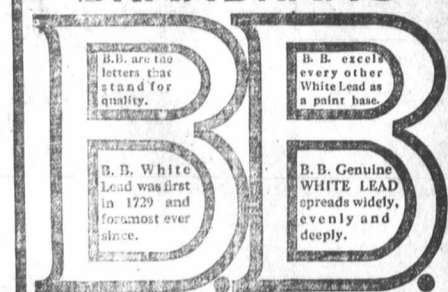 B.B. are the
letters that
stand for
quality.
B. B. excels
every other
White Lead as
a paint base.
B. B. White
Lead was first
in 1729 and
foremost ever
since.
B. B. Genuine
WHITE LEAD
spreads widely,
evenly and
deeply.
B.B.